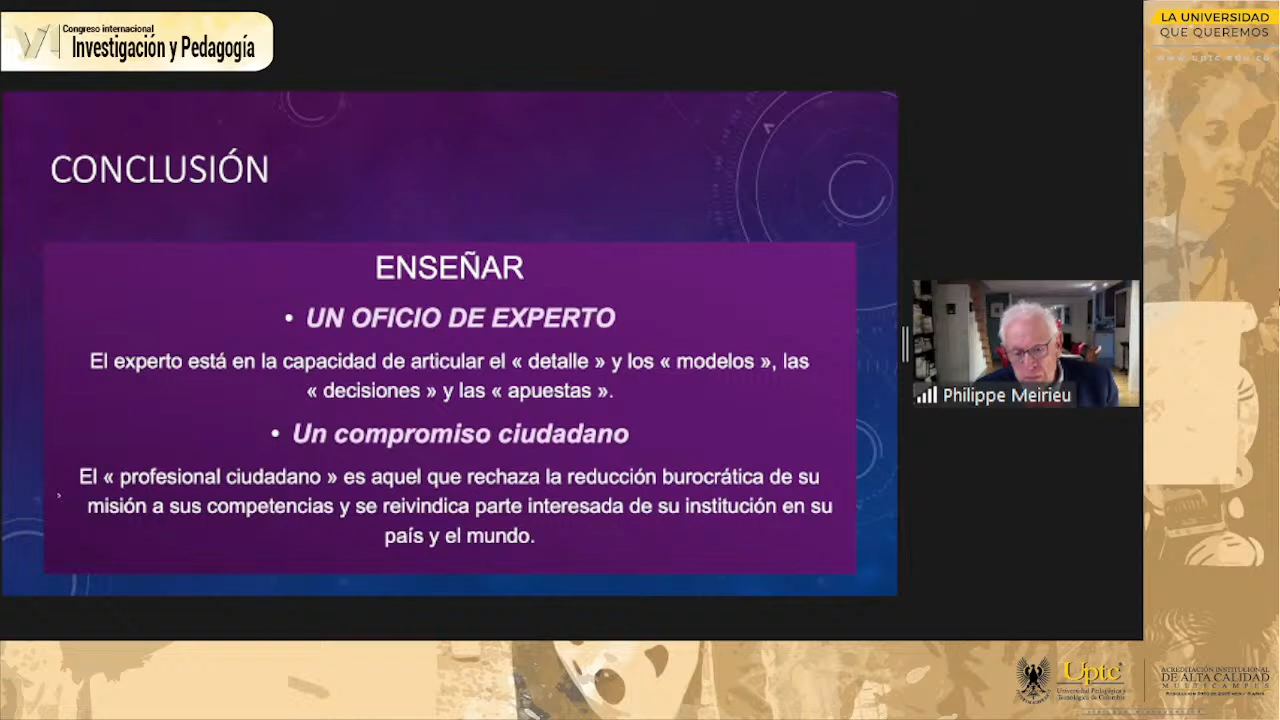 Congreso internacional
Investigación y Pedagogía
LA UNIVERSIDAD
QUE QUEREMOS
www.uptc.edu.co
CONCLUSIÓN
ENSEÑAR
• UN OFICIO DE EXPERTO
El experto está en la capacidad de articular el « detalle » y los « modelos », las
« decisiones » y las « apuestas ».
• Un compromiso ciudadano
El « profesional ciudadano » es aquel que rechaza la reducción burocrática de su
misión a sus competencias y se reivindica parte interesada de su institución en su
país y el mundo.
Philippe Meirieu
Uptc
Universidad Pedagógica y
Tecnológica de Colombia
ACREDITACIÓN INSTITUCIONAL
DE ALTA CALIDAD
MULTICAMPUS